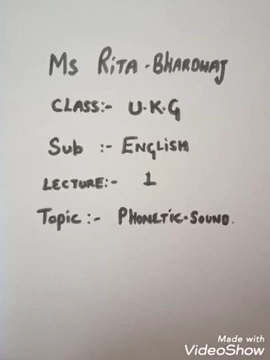 Ms RITA-BHARDWAJ
CLASS:- U.K.G
Sub :- ENGLISH
LECTURE:- 1
Topic:- PHONETIC-SOUND.
Made with
VideoShow